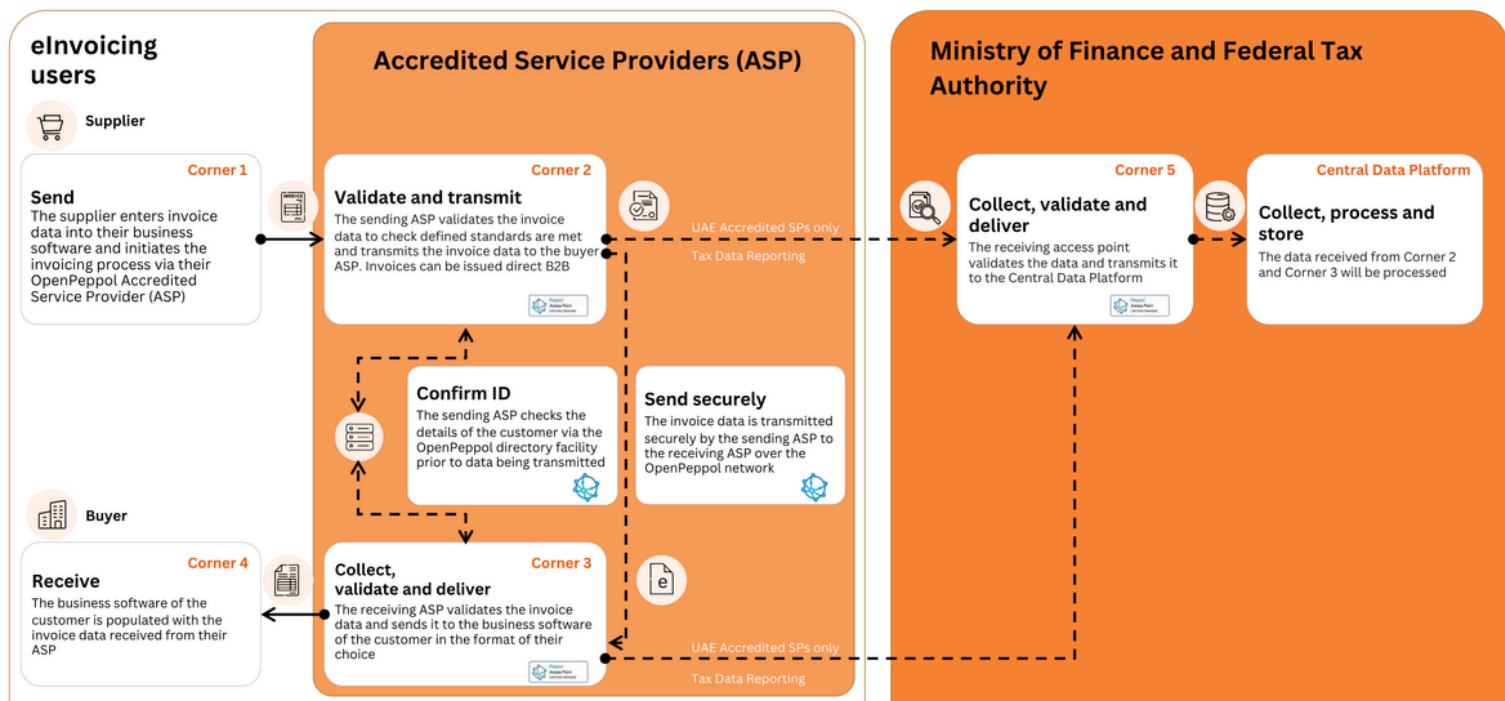 eInvoicing
users
Accredited Service Providers (ASP)
Ministry of Finance and Federal Tax
Authority
Supplier
Corner 1
Send
The supplier enters invoice
data into their business
software and initiates the
invoicing process via their
OpenPeppol Accredited
Service Provider (ASP)
INVOICE
Corner 2
Validate and transmit
The sending ASP validates the invoice
data to check defined standards are met
and transmits the invoice data to the buyer
ASP. Invoices can be issued direct B2B
Peppol
Access Point
UAE Accredited SPs only
Tax Data Reporting
Corner 5
Collect, validate and
deliver
The receiving access point
validates the data and transmits it
to the Central Data Platform
Peppol
Access Point
Central Data Platform
Collect, process and
store
The data received from Corner 2
and Corner 3 will be processed
Confirm ID
The sending ASP checks the
details of the customer via the
OpenPeppol directory facility
prior to data being transmitted
Send securely
The invoice data is transmitted
securely by the sending ASP to
the receiving ASP over the
OpenPeppol network
Buyer
Corner 4
Receive
The business software of the
customer is populated with the
invoice data received from their
ASP
Corner 3
Collect,
validate and deliver
The receiving ASP validates the invoice
data and sends it to the business software
of the customer in the format of their
choice
Peppol
Access Point
e
UAE Accredited SPs only
Tax Data Reporting